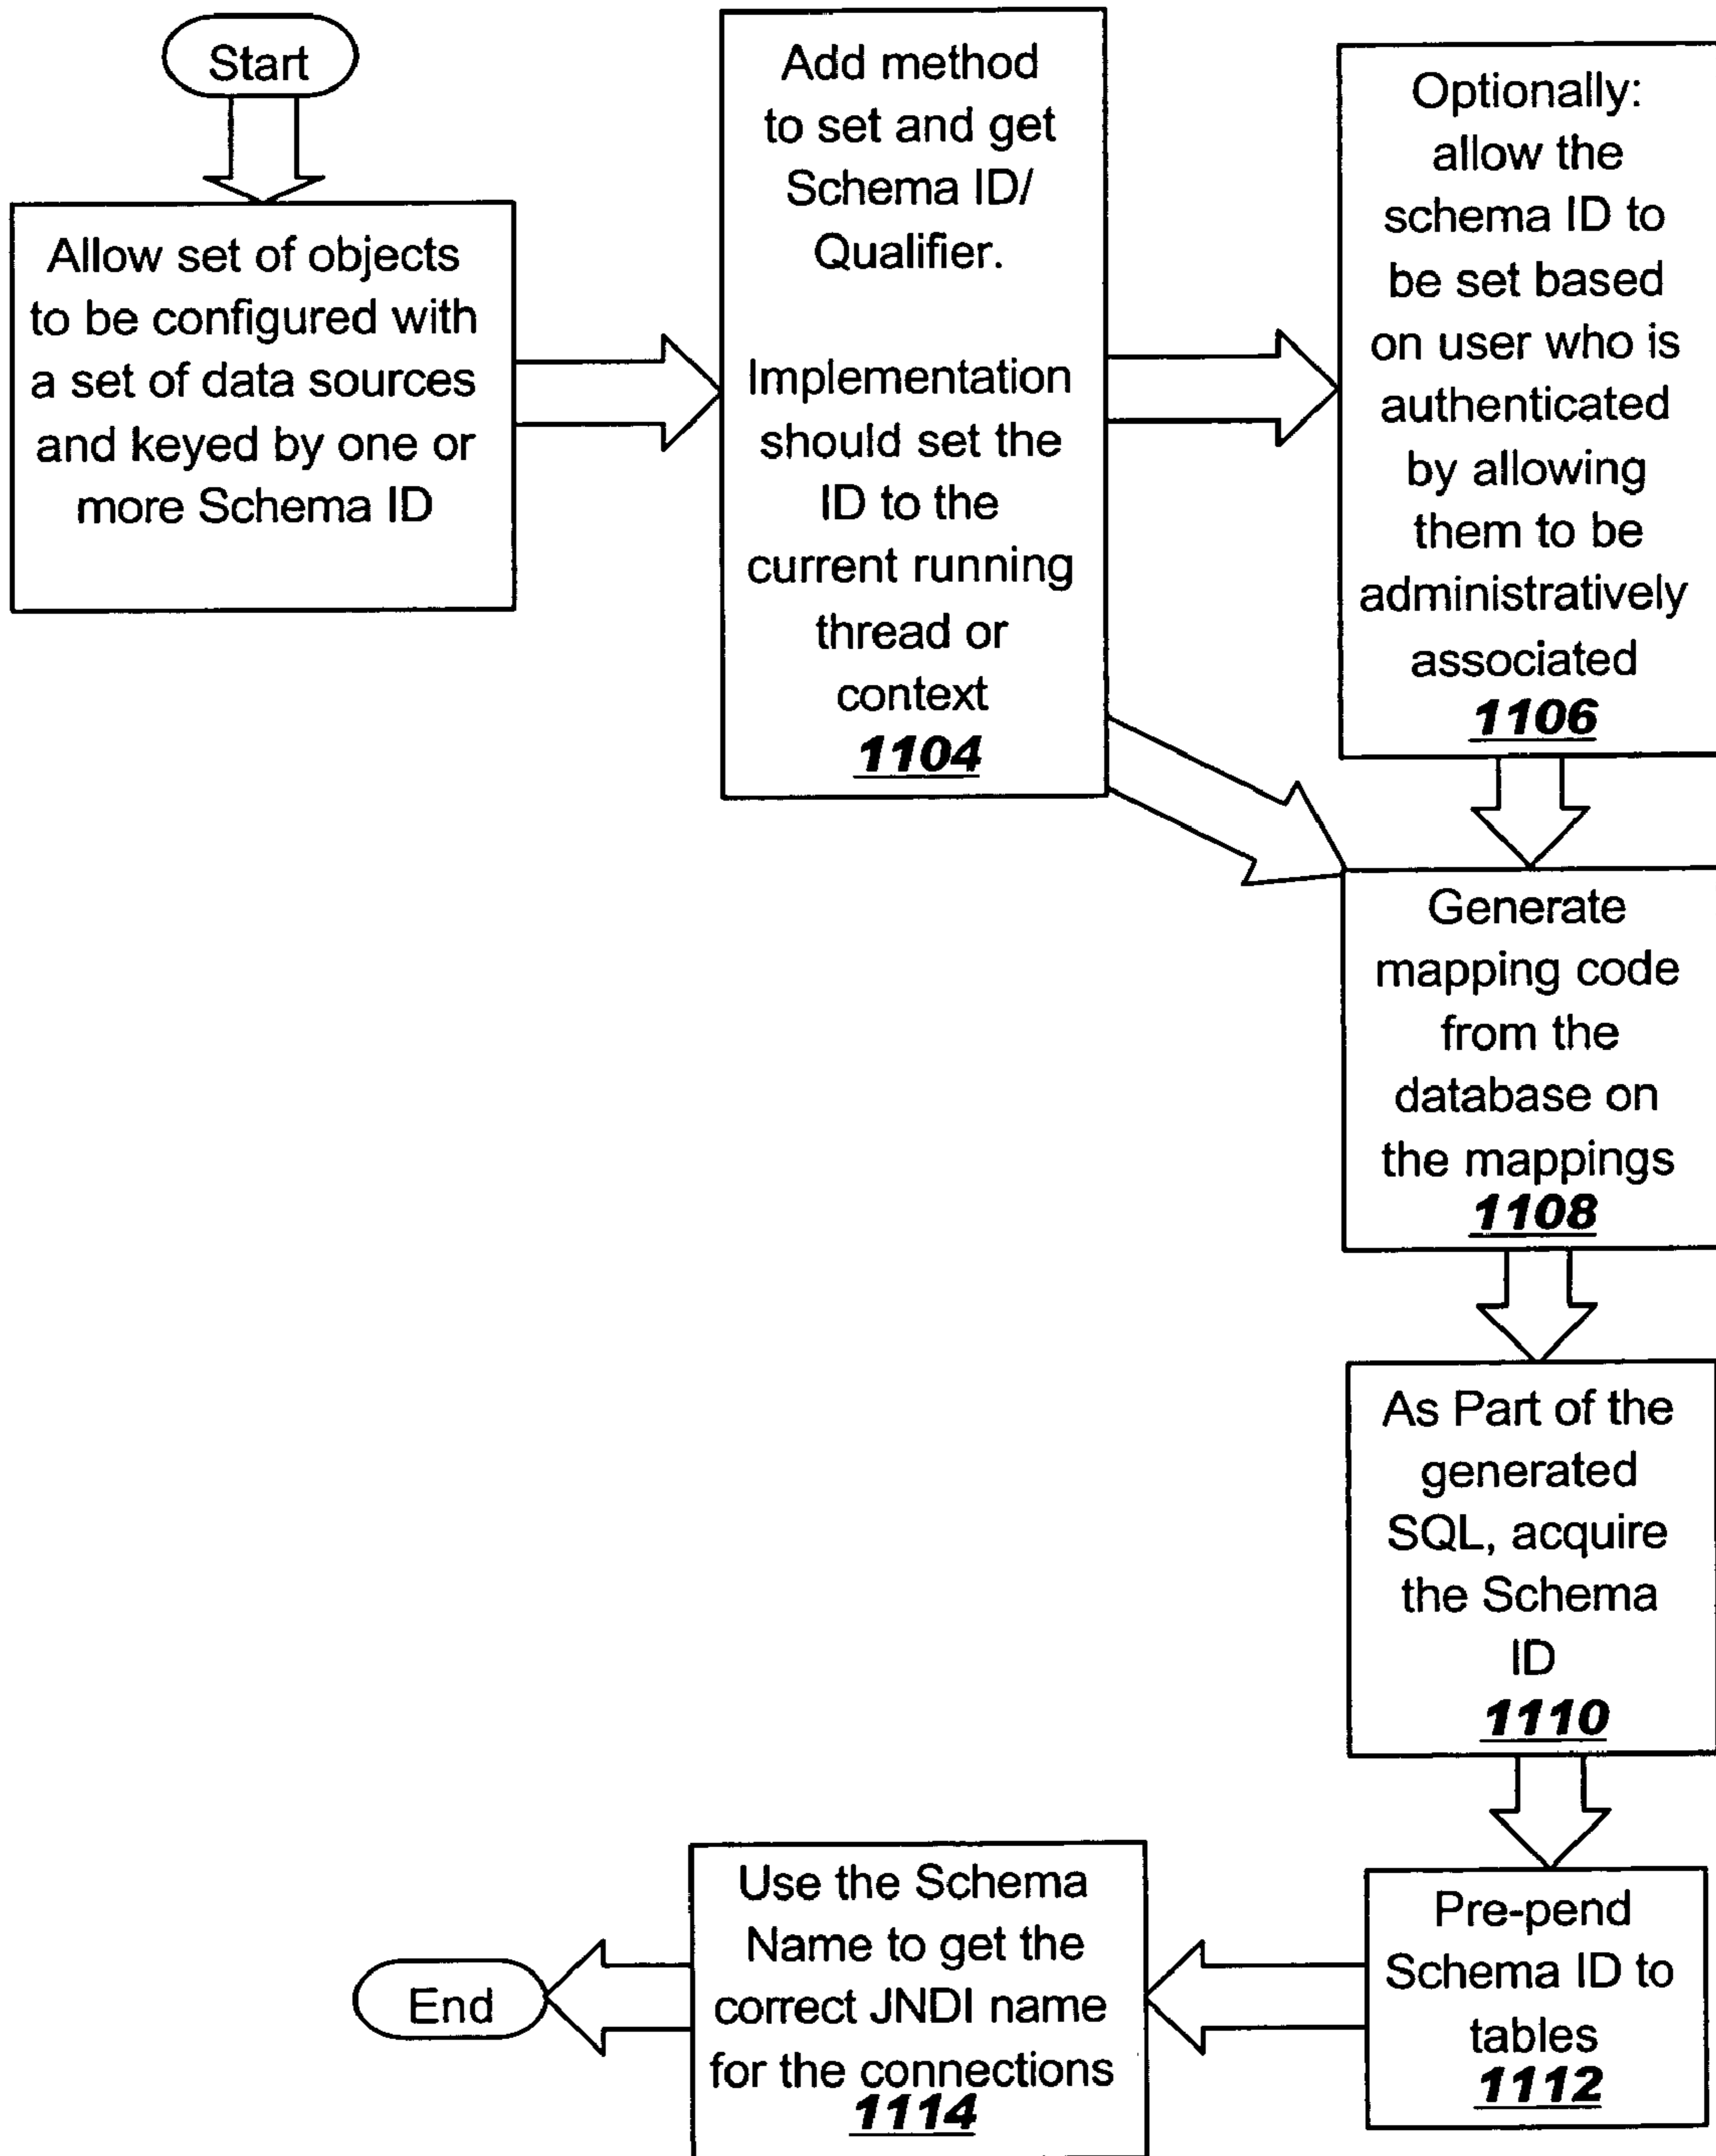 Start
Allow set of objects
to be configured with
a set of data sources
and keyed by one or
more Schema ID
Add method
to set and get
Schema ID/
Qualifier.
Implementation
should set the
ID to the
current running
thread or
context
1104
Optionally:
allow the
schema ID to
be set based
on user who is
authenticated
by allowing
them to be
administratively
associated
1106
Generate
mapping code
from the
database on
the mappings
1108
As Part of the
generated
SQL, acquire
the Schema
ID
1110
Pre-pend
Schema ID to
tables
1112
Use the Schema
Name to get the
correct JNDI name
for the connections
1114
End